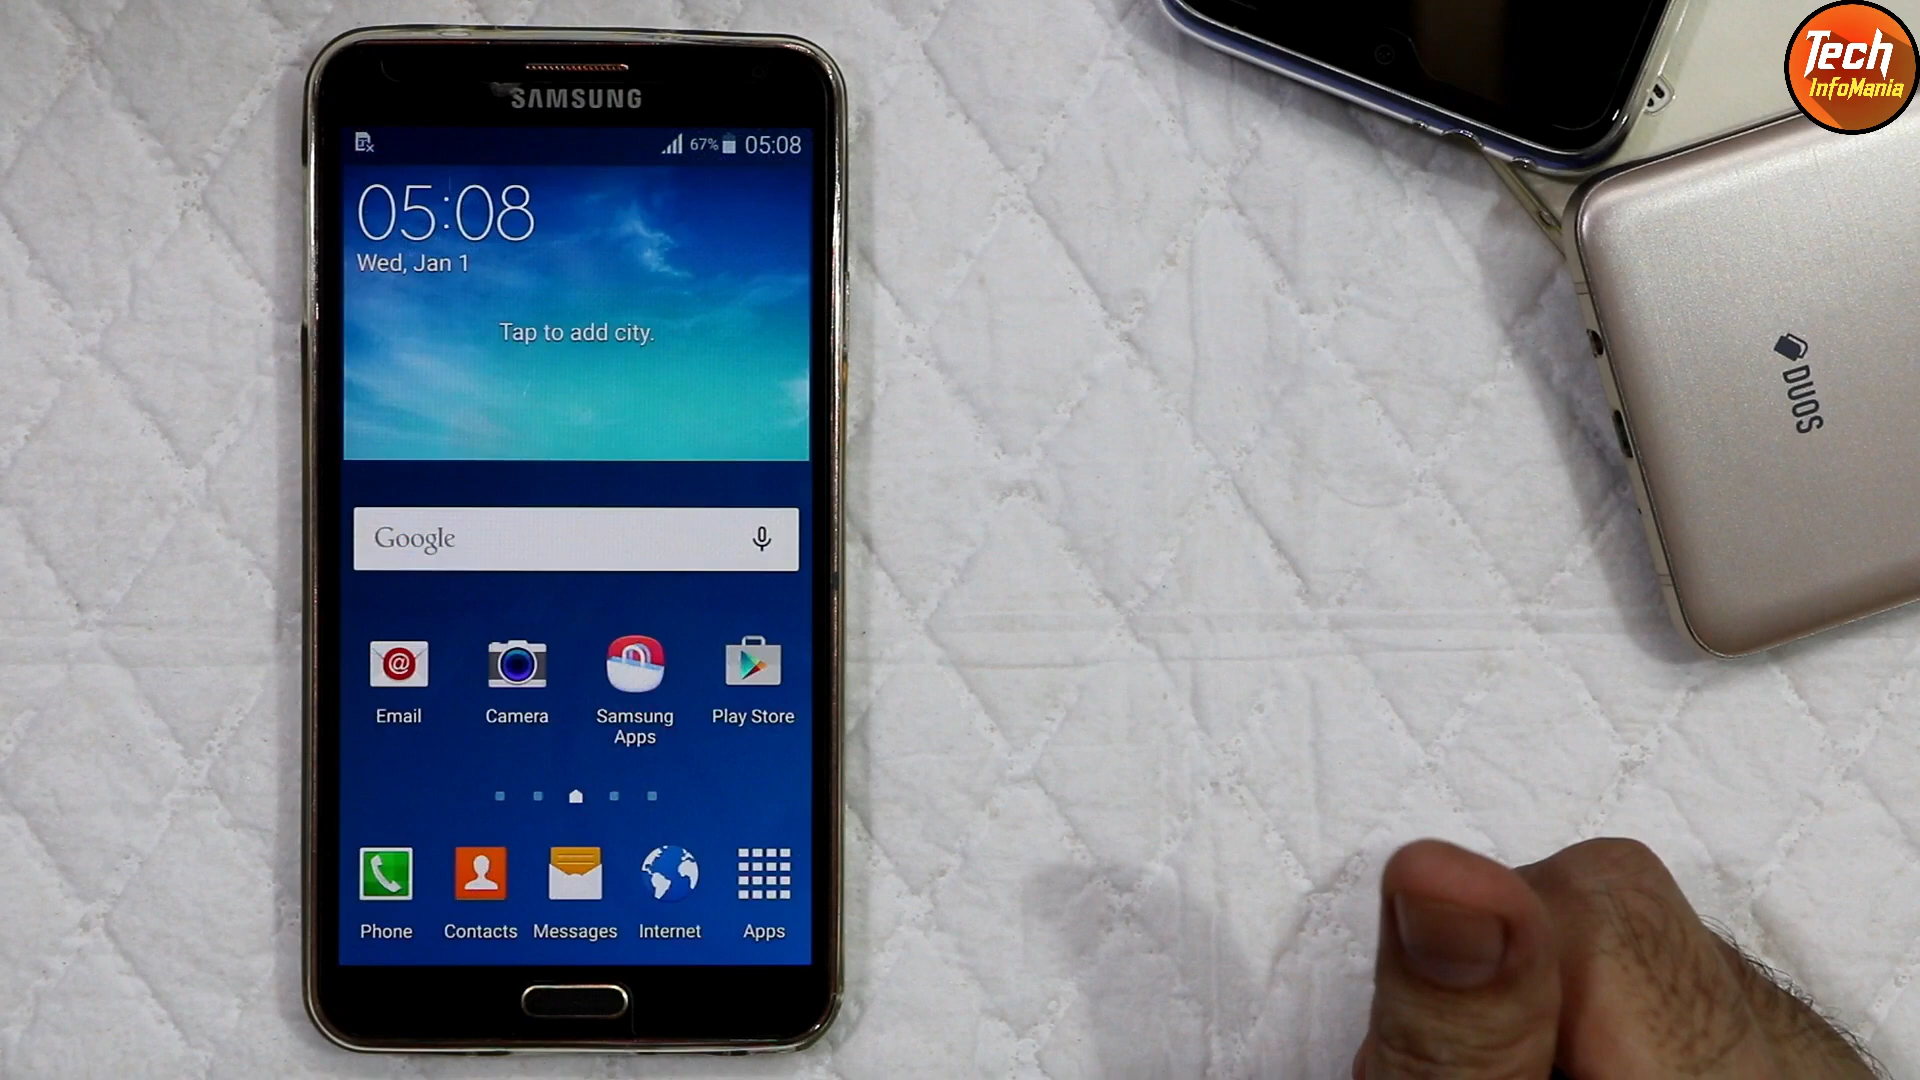 SAMSUNG
67% 05:08
05:08
Wed, Jan 1
Tap to add city.
Google
Email
Camera
Samsung Apps
Play Store
Phone
Contacts
Messages
Internet
Apps
DUOS
Tech
InfoMania